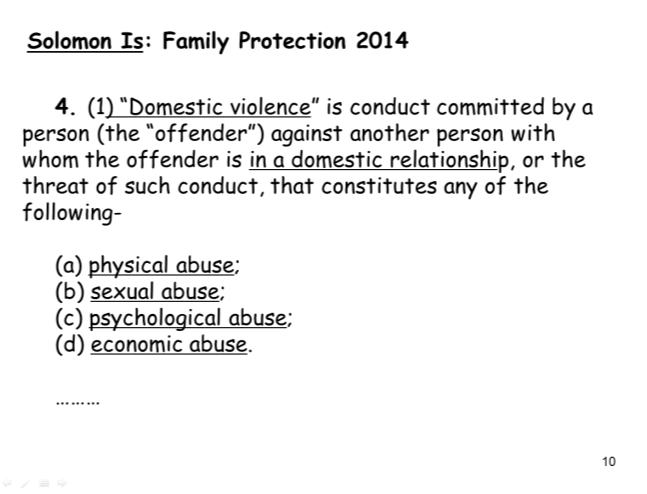 Solomon Is: Family Protection 2014
4. (1) “Domestic violence” is conduct committed by a
person (the “offender”) against another person with
whom the offender is in a domestic relationship, or the
threat of such conduct, that constitutes any of the
following-
(a) physical abuse;
(b) sexual abuse;
(c) psychological abuse;
(d) economic abuse.
………
10